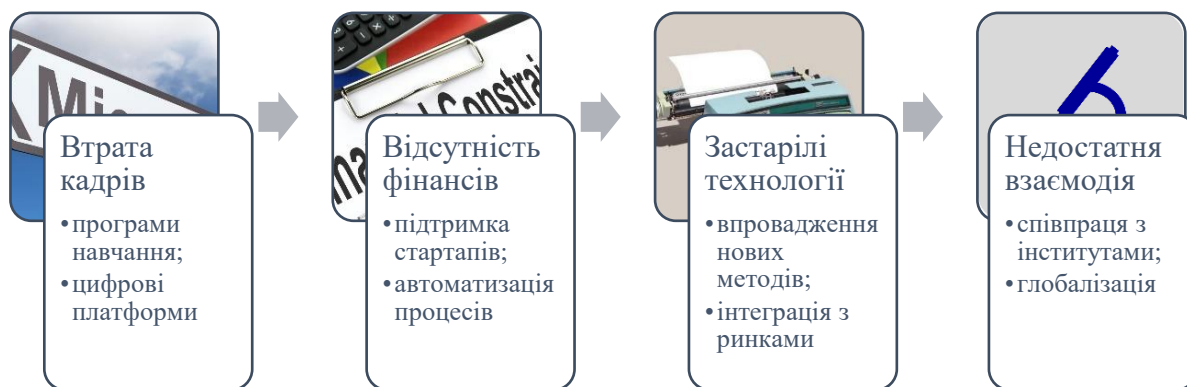 Втрата
кадрів
•програми
навчання;
•цифрові
платформи
Відсутність
фінансів
•підтримка
стартапів;
•автоматизація
процесів
Застарілі
технології
•впровадження
нових
методів;
•інтеграція з
ринками
Недостатня
взаємодія
•співпраця з
інститутами;
•глобалізація